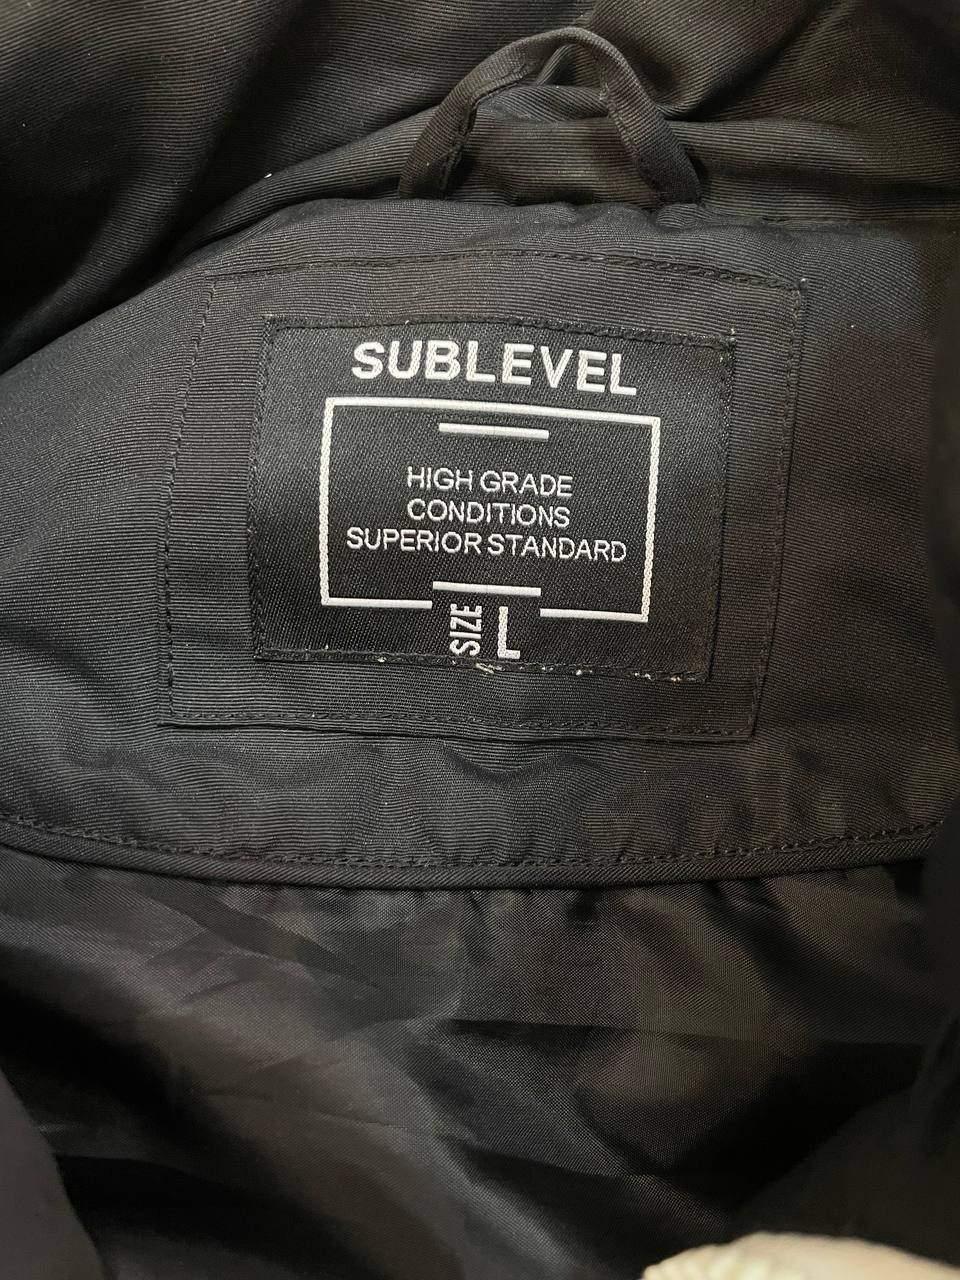 SUBLEVEL
HIGH GRADE
CONDITIONS
SUPERIOR STANDARD
SIZE L